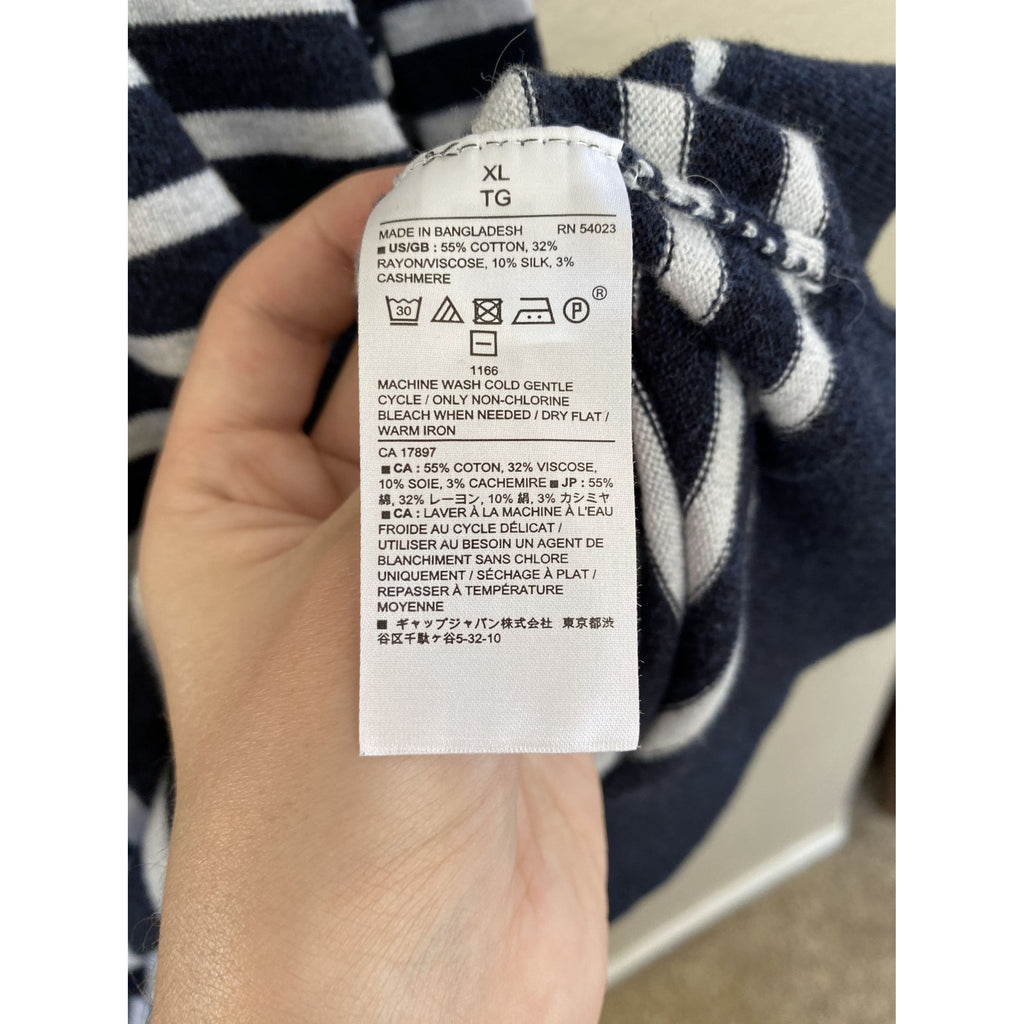 XL
TG
MADE IN BANGLADESH RN 54023
■ US/GB : 55% COTTON, 32%
RAYON/VISCOSE, 10% SILK, 3%
CASHMERE
30 P ®
1166
MACHINE WASH COLD GENTLE
CYCLE / ONLY NON-CHLORINE
BLEACH WHEN NEEDED / DRY FLAT /
WARM IRON
CA 17897
■ CA : 55% COTON, 32% VISCOSE,
10% SOIE, 3% CACHEMIRE ■ JP : 55%
綿, 32% レーヨン, 10% 絹, 3% カシミヤ
■ CA : LAVER À LA MACHINE À L'EAU
FROIDE AU CYCLE DÉLICAT /
UTILISER AU BESOIN UN AGENT DE
BLANCHIMENT SANS CHLORE
UNIQUEMENT / SÉCHAGE À PLAT /
REPASSER À TEMPÉRATURE
MOYENNE
■ ギャップジャパン株式会社 東京都渋
谷区千駄ヶ谷5-32-10